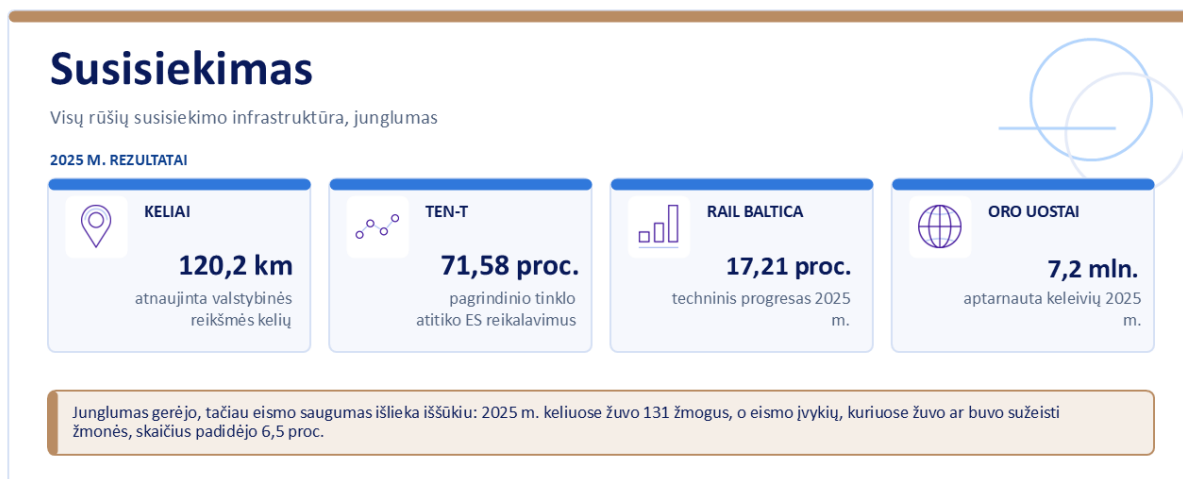 Susisiekimas
Visų rūšių susisiekimo infrastruktūra, junglumas
2025 M. REZULTATAI
KELIAI
120,2 km
atnaujinta valstybinės
reikšmės kelių
TEN-T
71,58 proc.
pagrindinio tinklo
atitiko ES reikalavimus
RAIL BALTICA
17,21 proc.
techninis progresas 2025
m.
ORO UOSTAI
7,2 mln.
aptarnauta keleivių 2025
m.
Junglumas gerėjo, tačiau eismo saugumas išlieka iššūkiu: 2025 m. keliuose žuvo 131 žmogus, o eismo įvykių, kuriuose žuvo ar buvo sužeisti
žmonės, skaičius padidėjo 6,5 proc.